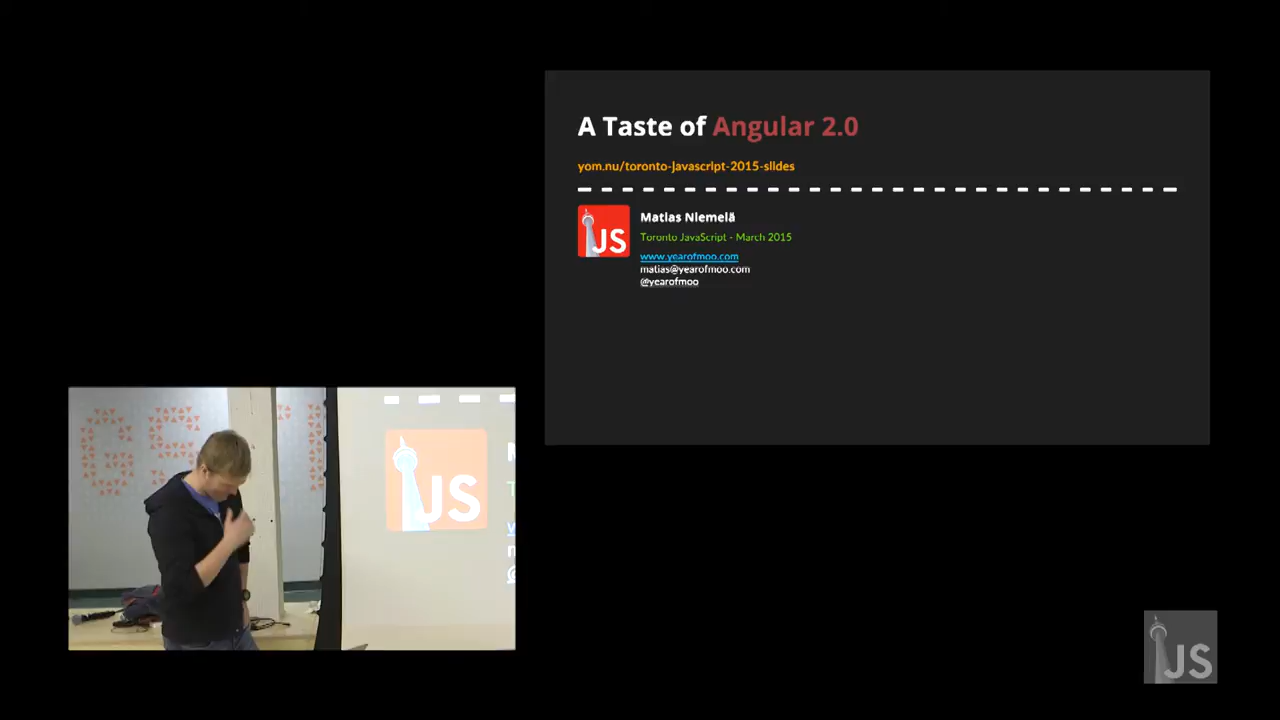 A Taste of Angular 2.0
yom.nu/toronto-javascript-2015-slides
JS
Matias Niemelä
Toronto JavaScript - March 2015
www.yearofmoo.com
matias@yearofmoo.com
@yearofmoo
JS
JS